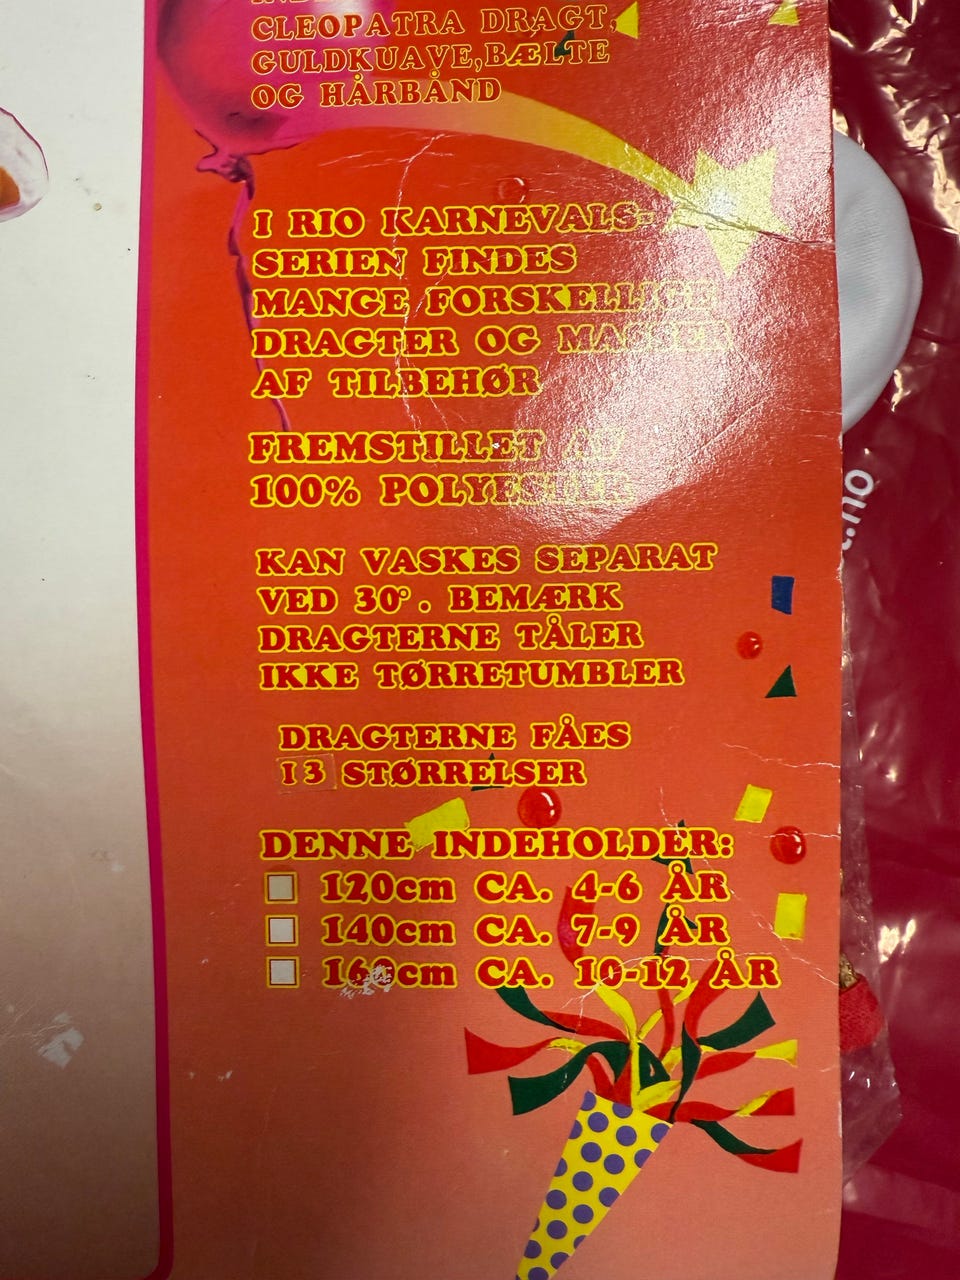 CLEOPATRA DRAGT,
GULDKUAVE,BÆLTE
OG HÅRBÅND
I RIO KARNEVALS-
SERIEN FINDES
MANGE FORSKELLIGE
DRAGTER OG MASSER
AF TILBEHØR
FREMSTILLET AF
100% POLYESTER
KAN VASKES SEPARAT
VED 30°. BEMÆRK
DRAGTERNE TÅLER
IKKE TØRRETUMBLER
DRAGTERNE FÅES
I 3 STØRRELSER
DENNE INDEHOLDER:
120cm CA. 4-6 ÅR
140cm CA. 7-9 ÅR
160cm CA. 10-12 ÅR